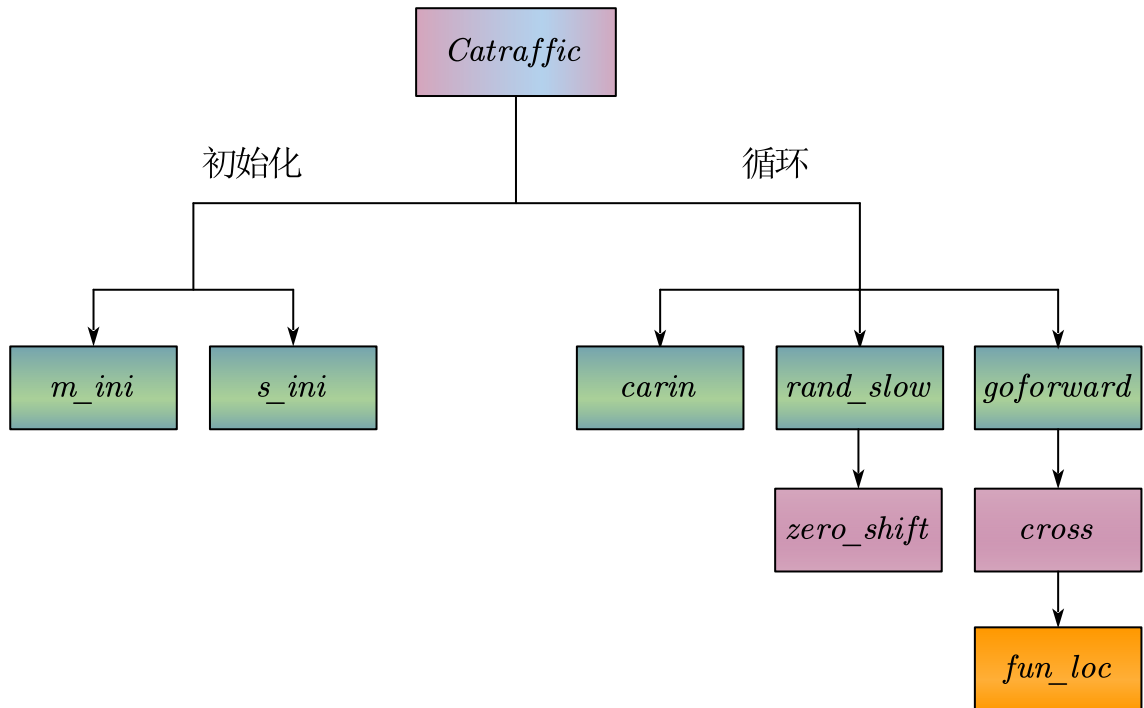 Catraffic
初始化
循环
m_ini
s_ini
carin
rand_slow
goforward
zero_shift
cross
fun_loc